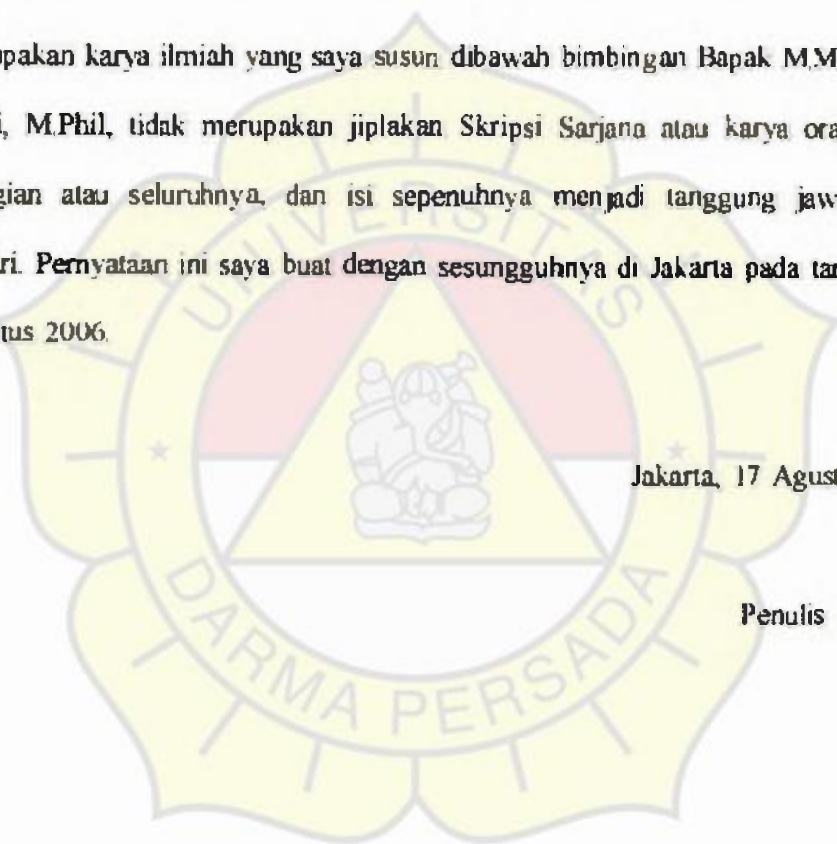 upakan karya ilmiah yang saya susun dibawah bimbingan Bapak M.M
i, M.Phil, tidak merupakan jiplakan Skripsi Sarjana atau karya ora
gian atau seluruhnya, dan isi sepenuhnya menjadi tanggung jaw
ri. Pernyataan ini saya buat dengan sesungguhnya di Jakarta pada tan
tus 2006.
Jakarta, 17 Agust
Penulis
UNIVERSITAS
DARMA PERSADA